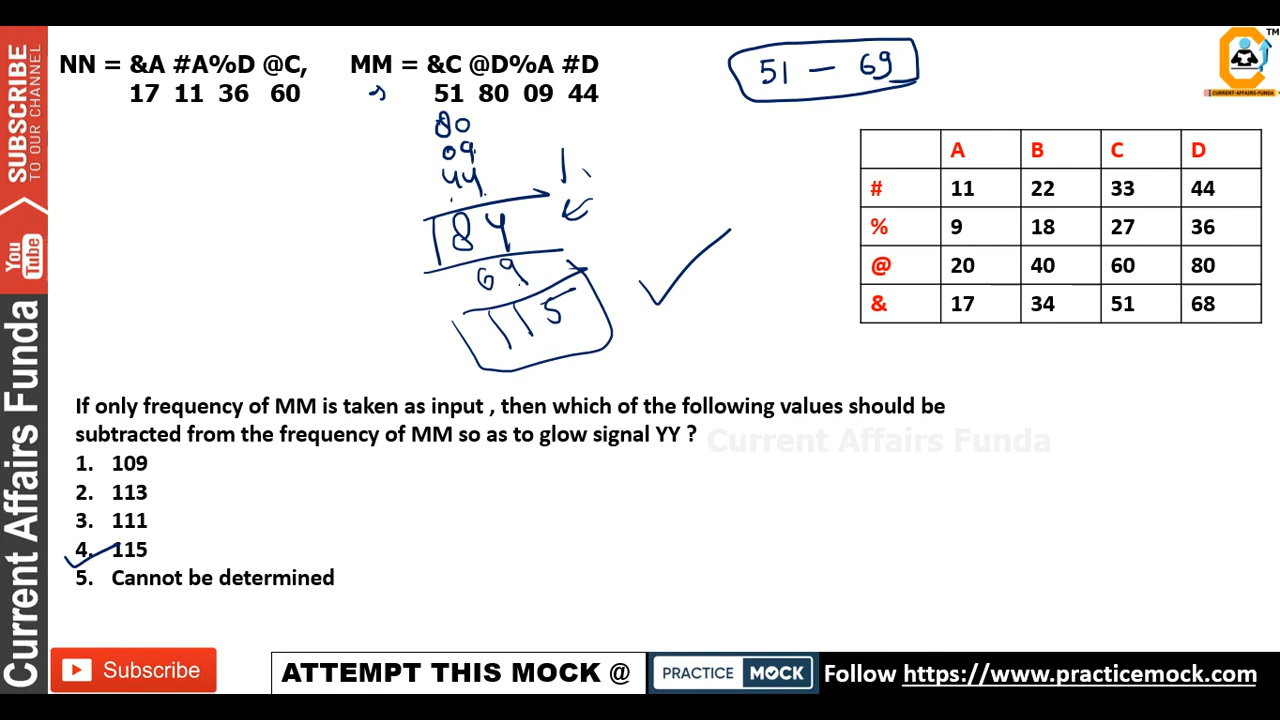 SUBSCRIBE
TO OUR CHANNEL
You Tube
Current Affairs Funda
NN = &A #A%D @C, MM = &C @D%A #D
17 11 36 60 51 80 09 44
80
09
44
184
69
115
51 – 69
TM
CURRENT-AFFAIRS-FUNDA
A B C D
# 11 22 33 44
% 9 18 27 36
@ 20 40 60 80
& 17 34 51 68
If only frequency of MM is taken as input , then which of the following values should be
subtracted from the frequency of MM so as to glow signal YY ?
Current Affairs Funda
1. 109
2. 113
3. 111
4. 115
5. Cannot be determined
Subscribe
ATTEMPT THIS MOCK @
PRACTICE MOCK
Follow https://www.practicemock.com